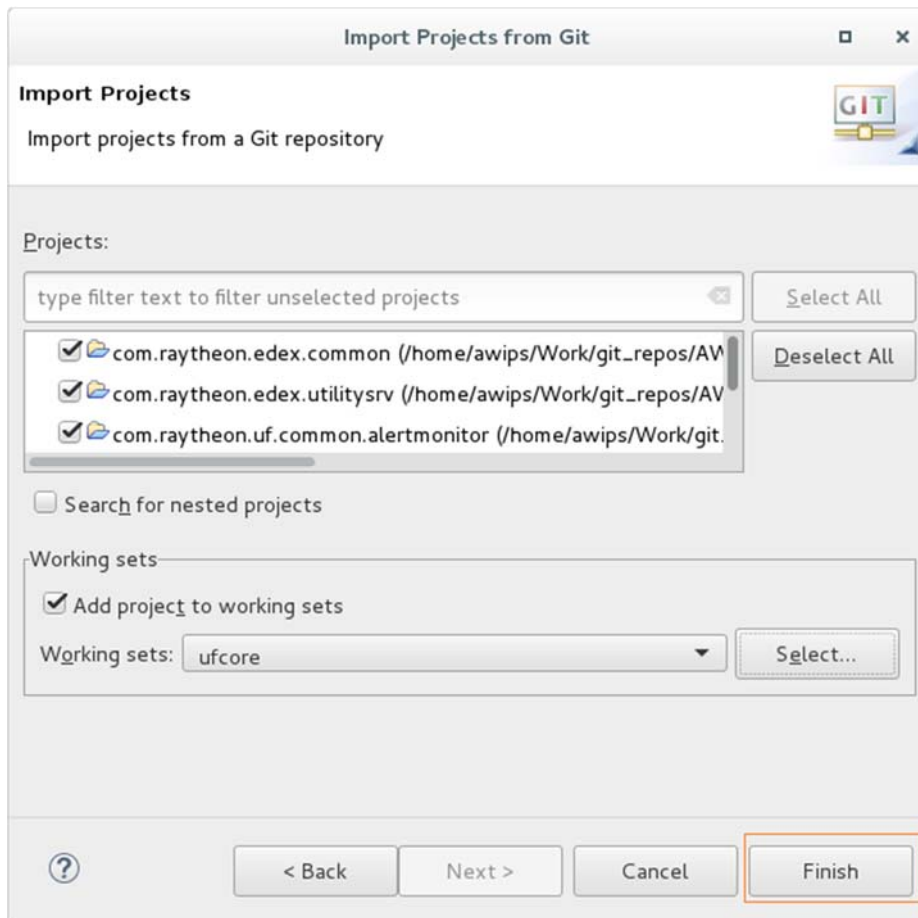 Import Projects from Git
Import Projects
Import projects from a Git repository
GIT
Projects:
type filter text to filter unselected projects
Select All
com.raytheon.edex.common (/home/awips/Work/git_repos/AW
Deselect All
com.raytheon.edex.utilitysrv (/home/awips/Work/git_repos/AV
com.raytheon.uf.common.alertmonitor (/home/awips/Work/git.
Search for nested projects
Working sets
Add project to working sets
Working sets: ufcore Select...
? < Back Next > Cancel Finish